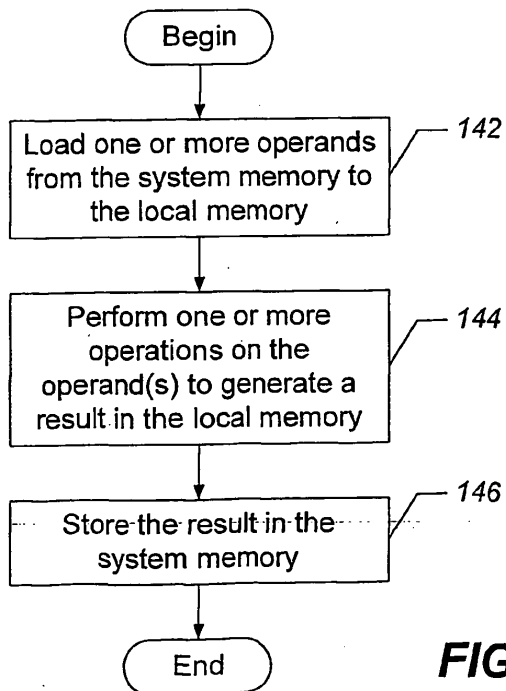 Begin
Load one or more operands
from the system memory to
the local memory
142
Perform one or more
operations on the
operand(s) to generate a
result in the local memory
144
Store the result in the
system memory
146
End
FIG